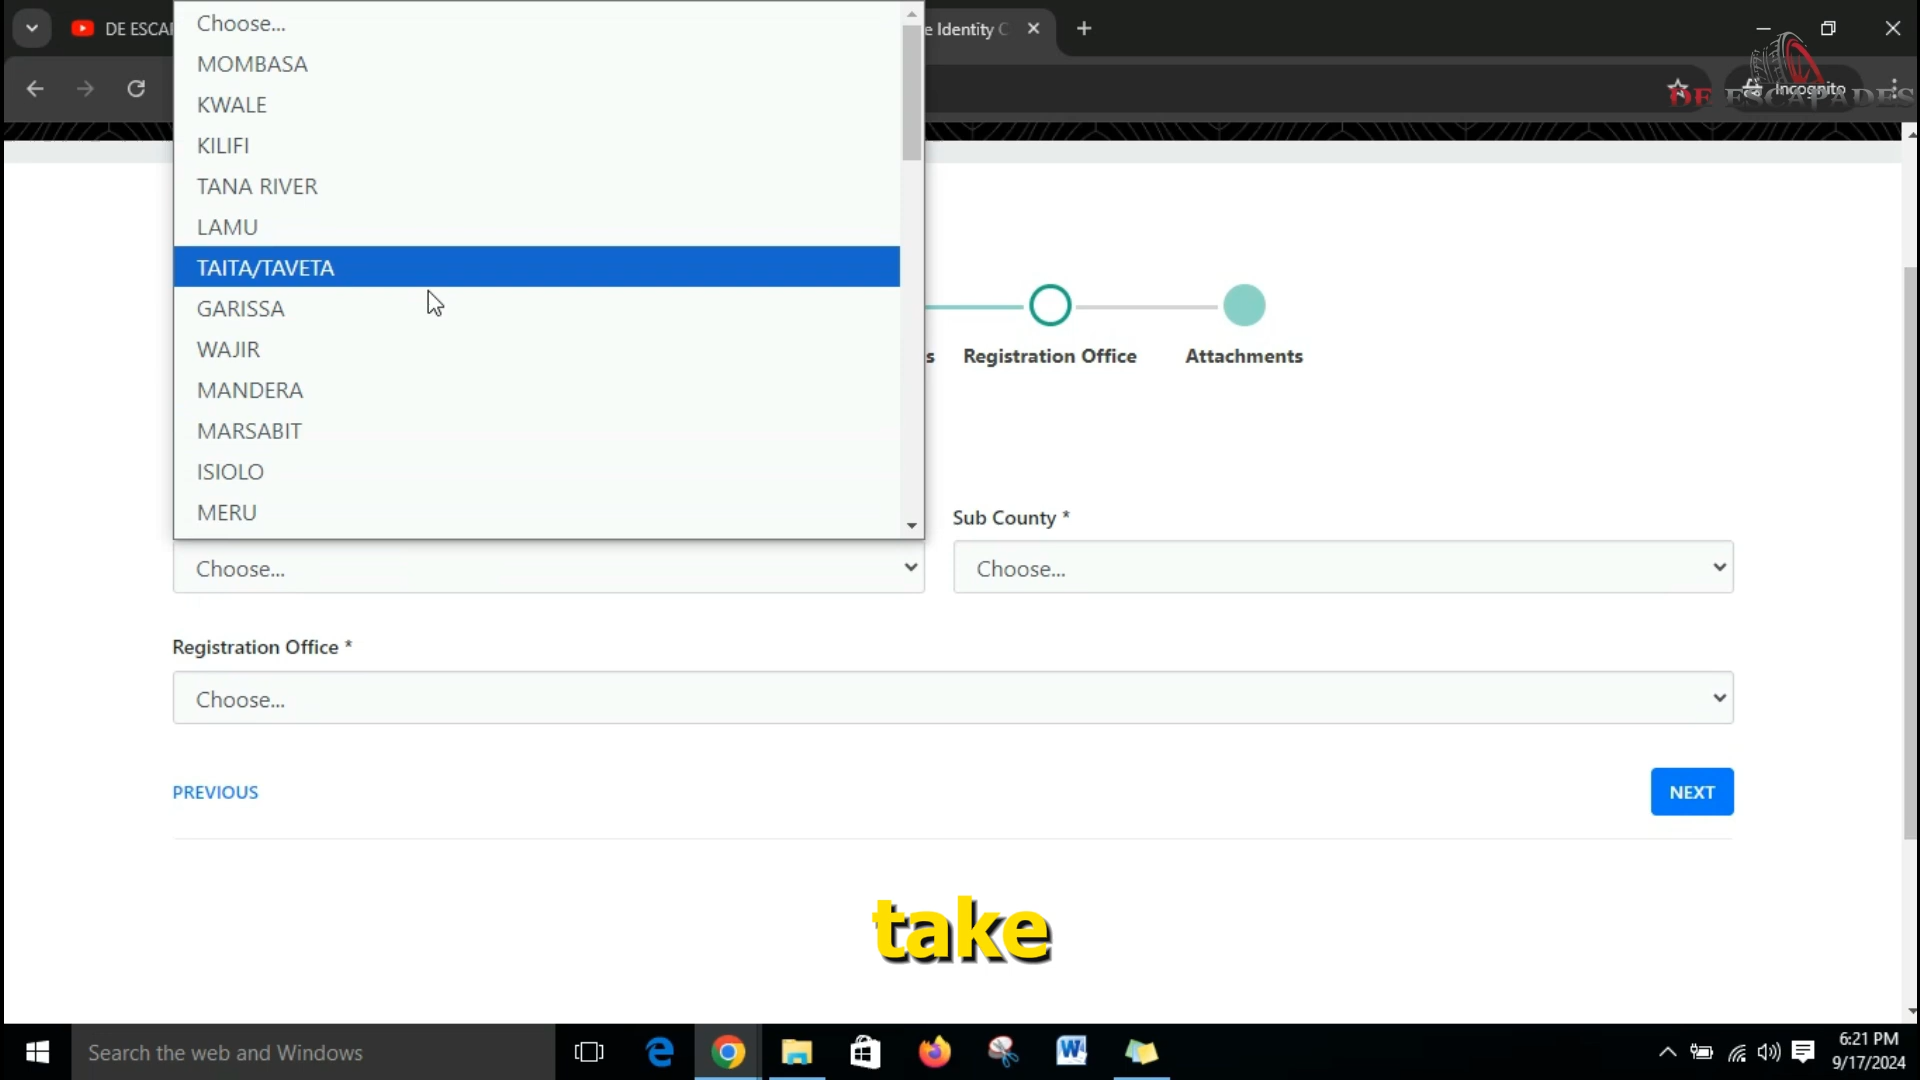 DE ESCA
e Identity C
Incognito
DE ESCAPADES
Choose...
MOMBASA
KWALE
KILIFI
TANA RIVER
LAMU
TAITA/TAVETA
GARISSA
WAJIR
MANDERA
MARSABIT
ISIOLO
MERU
s
Registration Office
Attachments
Sub County *
Choose...
Choose...
Registration Office *
Choose...
PREVIOUS
NEXT
take
Search the web and Windows
6:21 PM
9/17/2024